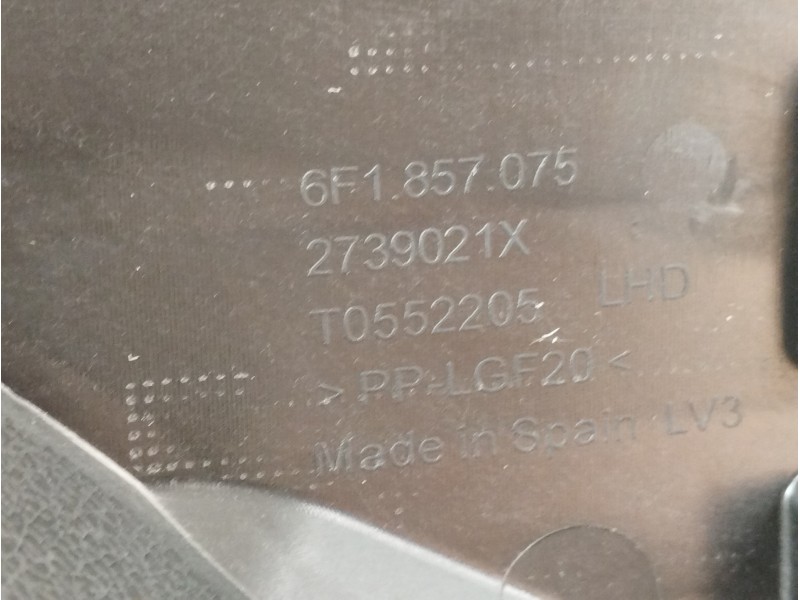 6F1.857.075
2739021X
T0552205 LHD
>PP-LGF20<
Made in Spain LV3